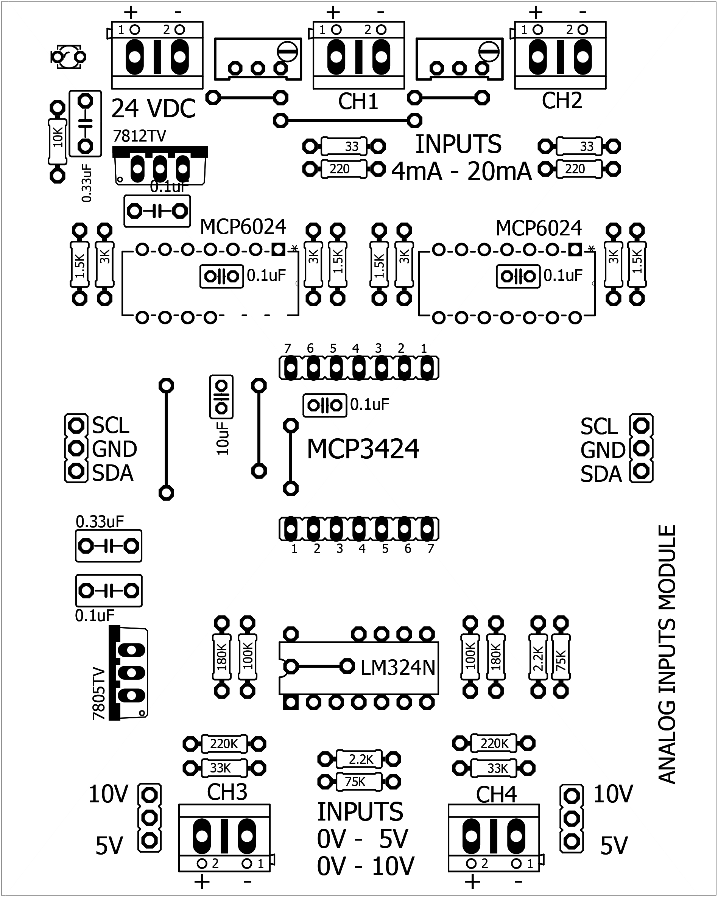 + -
+ -
+ -
1 2
1 2
1 2
24 VDC
CH1
CH2
10K
0.33uF
7812TV
0.1uF
INPUTS
4mA - 20mA
33
220
33
220
MCP6024
MCP6024
1.5K
3K
*
0.1uF
3K
1.5K
1.5K
3K
*
0.1uF
3K
1.5K
7 6 5 4 3 2 1
0.1uF
10uF
MCP3424
SCL
GND
SDA
SCL
GND
SDA
1 2 3 4 5 6 7
0.33uF
0.1uF
7805TV
180K
100K
LM324N
100K
180K
2.2K
75K
ANALOG INPUTS MODULE
220K
33K
2.2K
75K
220K
33K
10V
5V
CH3
INPUTS
0V - 5V
0V - 10V
CH4
10V
5V
2 1
2 1
+ -
+ -